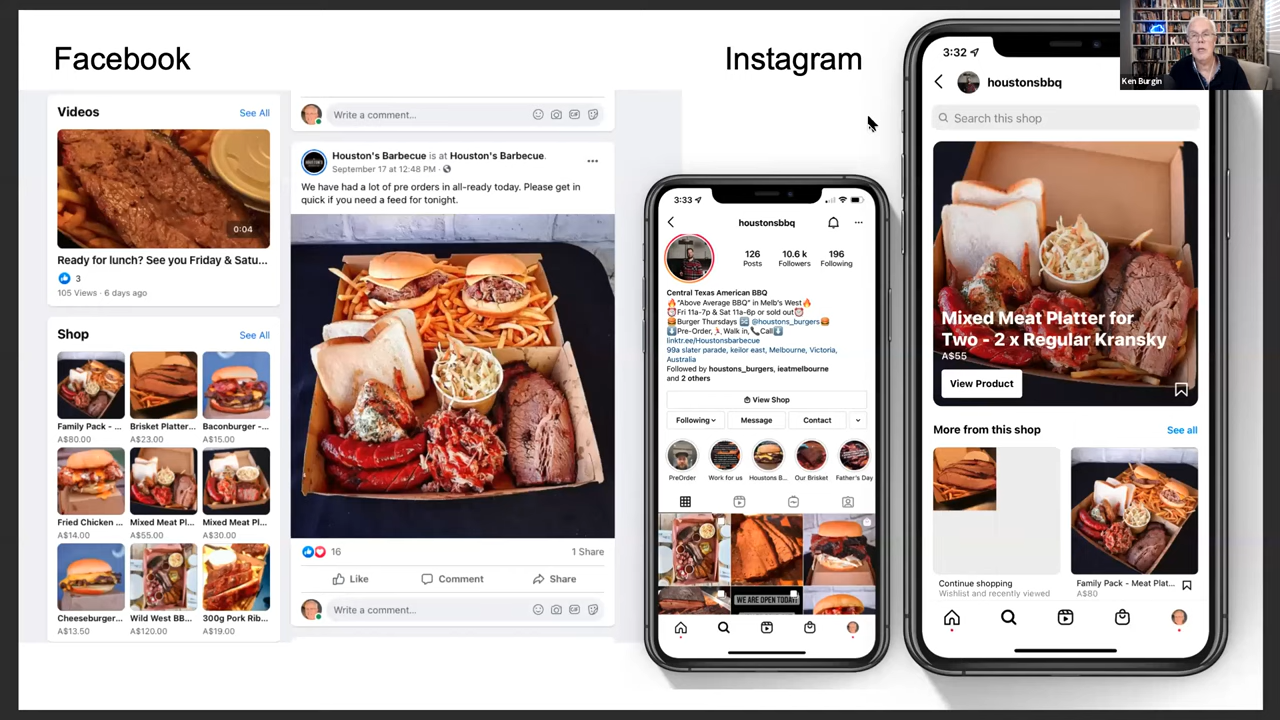 Facebook
Instagram
Ken Burgin
Videos
See All
0:04
Ready for lunch? See you Friday & Satu...
3
105 Views · 6 days ago
Shop
See All
Family Pack - ...
A$80.00
Brisket Platter...
A$23.00
Baconburger -...
A$15.00
Fried Chicken ...
A$14.00
Mixed Meat Pl...
A$55.00
Mixed Meat Pl...
A$30.00
Cheeseburger...
A$13.50
Wild West BB...
A$120.00
300g Pork Rib...
A$19.00
Write a comment...
Houston's Barbecue is at Houston's Barbecue.
September 17 at 12:48 PM ·
We have had a lot of pre orders in all-ready today. Please get in
quick if you need a feed for tonight.
16
1 Share
Like
Comment
Share
Write a comment...
3:33
houstonsbbq
126
Posts
10.6 k
Followers
196
Following
Central Texas American BBQ
"Above Average BBQ" in Melb's West
Fri 11a-7p & Sat 11a-6p or sold out
Burger Thursdays @houstons_burgers
Pre-Order, Walk in, Call
linktr.ee/Houstonsbarbecue
99a slater parade, keilor east, Melbourne, Victoria,
Australia
Followed by houstons_burgers, ieatmelbourne
and 2 others
View Shop
Following
Message
Contact
PreOrder
Work for us
Houstons B...
Our Brisket
Father's Day
WE ARE OPEN TODAY!
3:32
houstonsbbq
Search this shop
Mixed Meat Platter for
Two - 2 x Regular Kransky
A$55
View Product
More from this shop
See all
Continue shopping
Wishlist and recently viewed
Family Pack - Meat Plat...
A$80